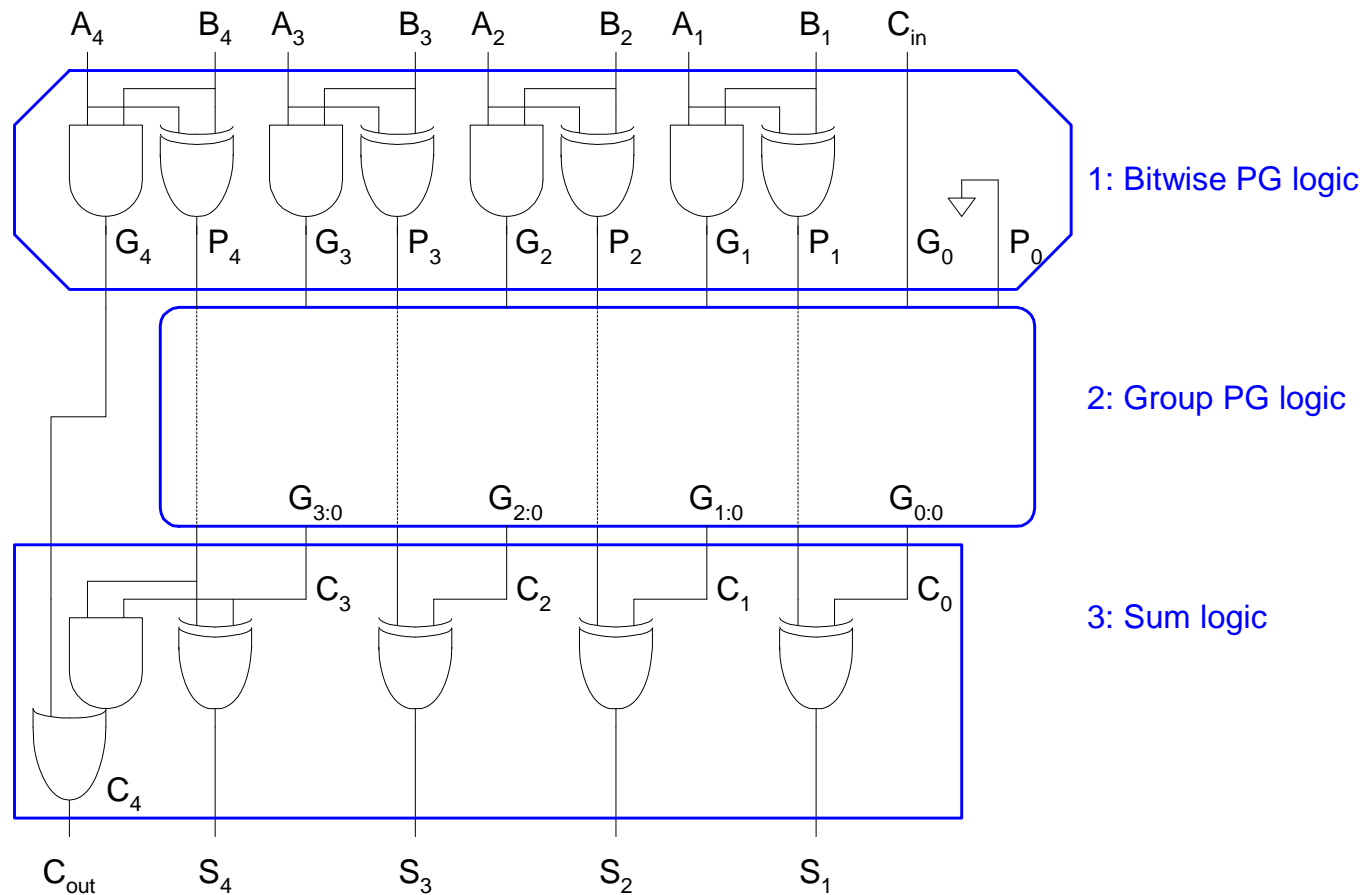 A4 B4 A3 B3 A2 B2 A1 B1 Cin
1: Bitwise PG logic
G4 P4 G3 P3 G2 P2 G1 P1 G0 P0
2: Group PG logic
G3:0 G2:0 G1:0 G0:0
C3 C2 C1 C0
3: Sum logic
C4
Cout S4 S3 S2 S1